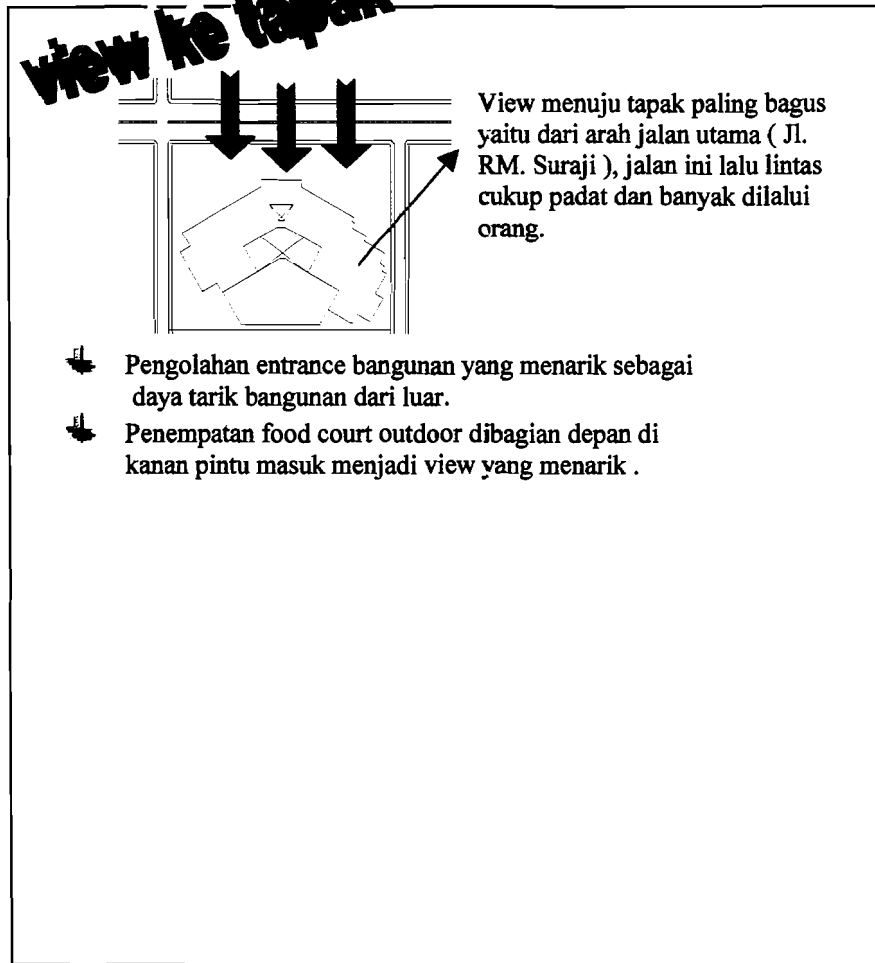 view ke tapak
View menuju tapak paling bagus
yaitu dari arah jalan utama ( Jl.
RM. Suraji ), jalan ini lalu lintas
cukup padat dan banyak dilalui
orang.
Pengolahan entrance bangunan yang menarik sebagai
daya tarik bangunan dari luar.
Penempatan food court outdoor dibagian depan di
kanan pintu masuk menjadi view yang menarik .